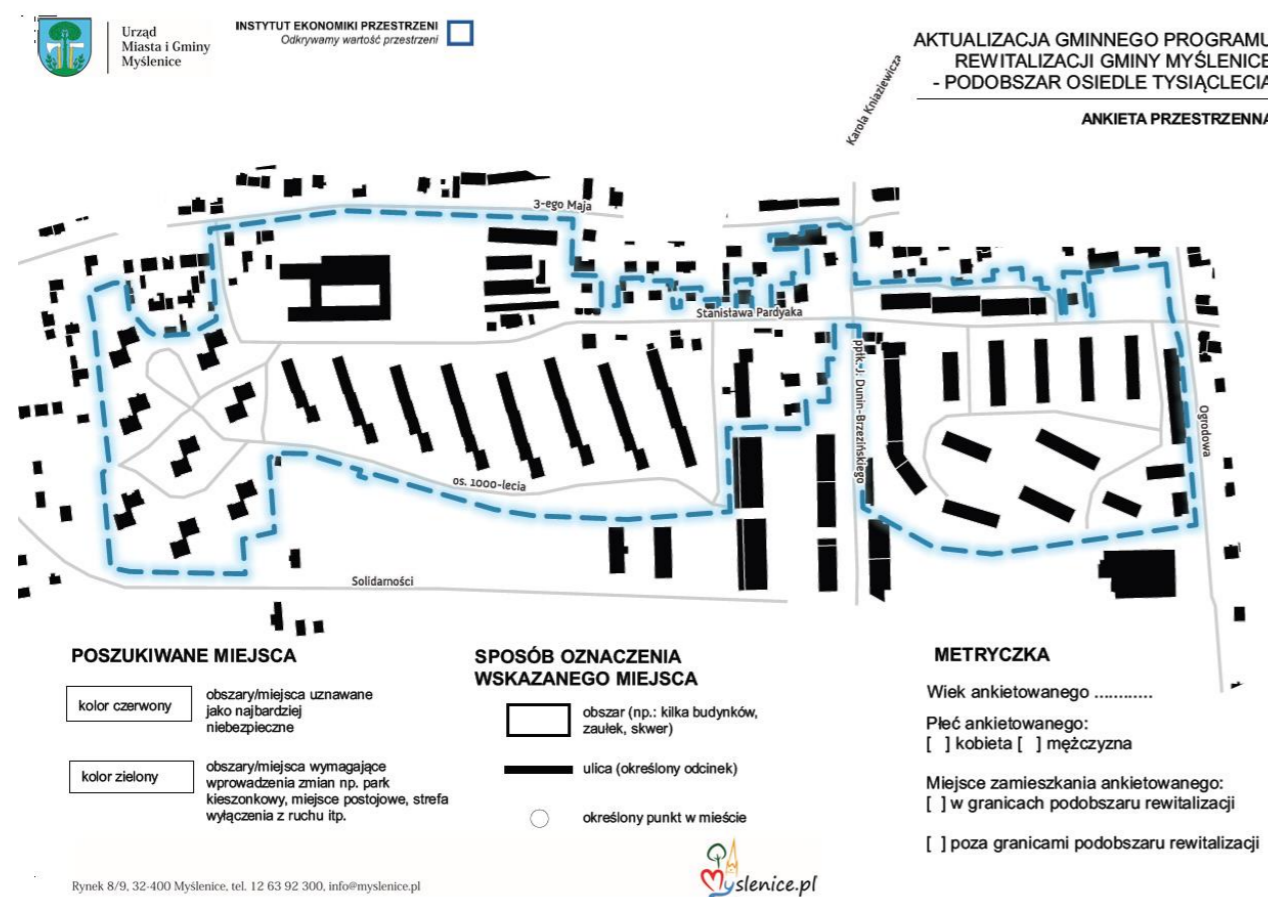 Urząd
Miasta i Gminy
Myślenice
INSTYTUT EKONOMIKI PRZESTRZENI
Odkrywamy wartość przestrzeni
AKTUALIZACJA GMINNEGO PROGRAMU
REWITALIZACJI GMINY MYŚLENICE
- PODOBSZAR OSIEDLE TYSIĄCLECIA
ANKIETA PRZESTRZENNA
Karola Kniaziewicza
3-ego Maja
Stanisława Pardyaka
ppłk. J. Dunin-Brzezińskiego
Ogrodowa
os. 1000-lecia
Solidarności
POSZUKIWANE MIEJSCA
kolor czerwony
obszary/miejsca uznawane
jako najbardziej
niebezpieczne
kolor zielony
obszary/miejsca wymagające
wprowadzenia zmian np. park
kieszonkowy, miejsce postojowe, strefa
wyłączenia z ruchu itp.
SPOSÓB OZNACZENIA
WSKAZANEGO MIEJSCA
obszar (np.: kilka budynków,
zaułek, skwer)
ulica (określony odcinek)
określony punkt w mieście
METRYCZKA
Wiek ankietowanego ............
Płeć ankietowanego:
[ ] kobieta [ ] mężczyzna
Miejsce zamieszkania ankietowanego:
[ ] w granicach podobszaru rewitalizacji
[ ] poza granicami podobszaru rewitalizacji
Rynek 8/9, 32-400 Myślenice, tel. 12 63 92 300, info@myslenice.pl
Myslenice.pl